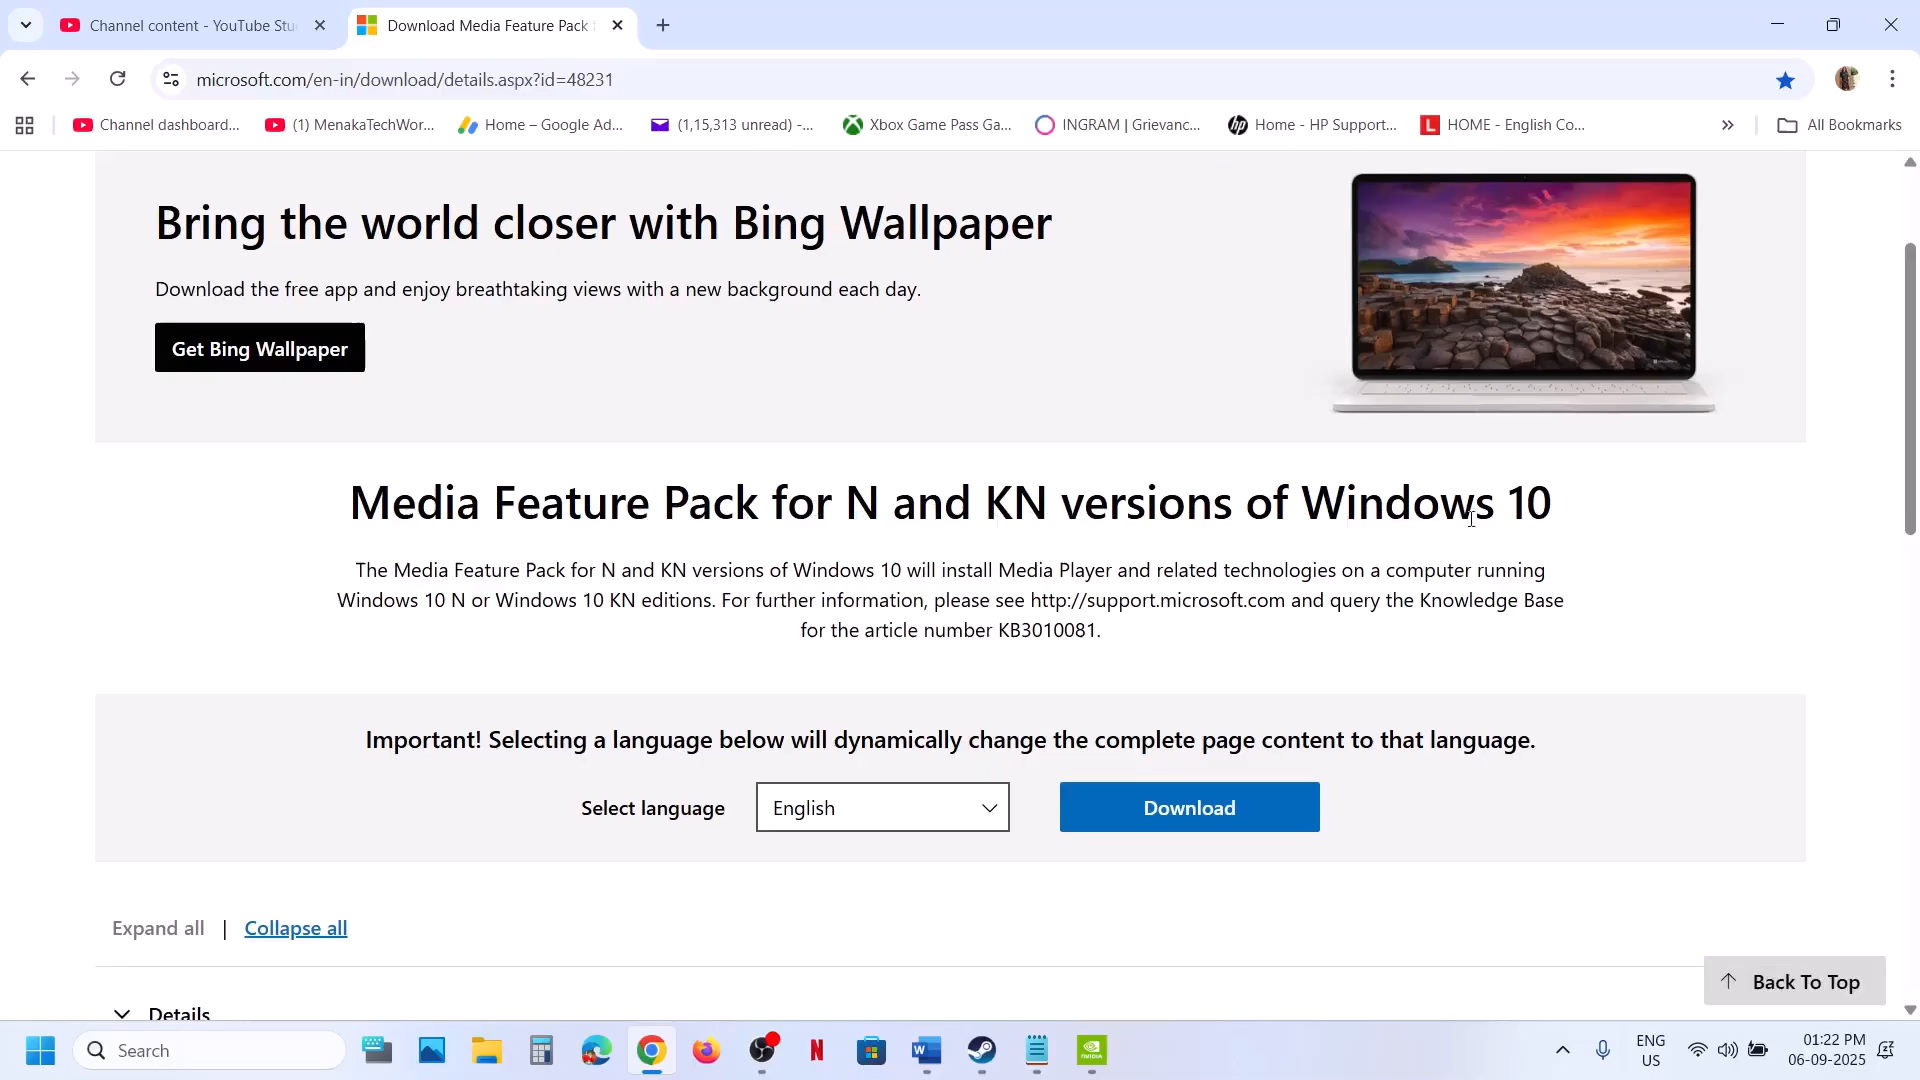 Channel content - YouTube Stu
Download Media Feature Pack f
microsoft.com/en-in/download/details.aspx?id=48231
Channel dashboard...
(1) MenakaTechWor...
Home – Google Ad...
(1,15,313 unread) -...
Xbox Game Pass Ga...
INGRAM | Grievanc...
Home - HP Support...
HOME - English Co...
All Bookmarks
Bring the world closer with Bing Wallpaper
Download the free app and enjoy breathtaking views with a new background each day.
Get Bing Wallpaper
Media Feature Pack for N and KN versions of Windows 10
The Media Feature Pack for N and KN versions of Windows 10 will install Media Player and related technologies on a computer running
Windows 10 N or Windows 10 KN editions. For further information, please see http://support.microsoft.com and query the Knowledge Base
for the article number KB3010081.
Important! Selecting a language below will dynamically change the complete page content to that language.
Select language
English
Download
Expand all | Collapse all
Back To Top
Details
Search
ENG
US
01:22 PM
06-09-2025